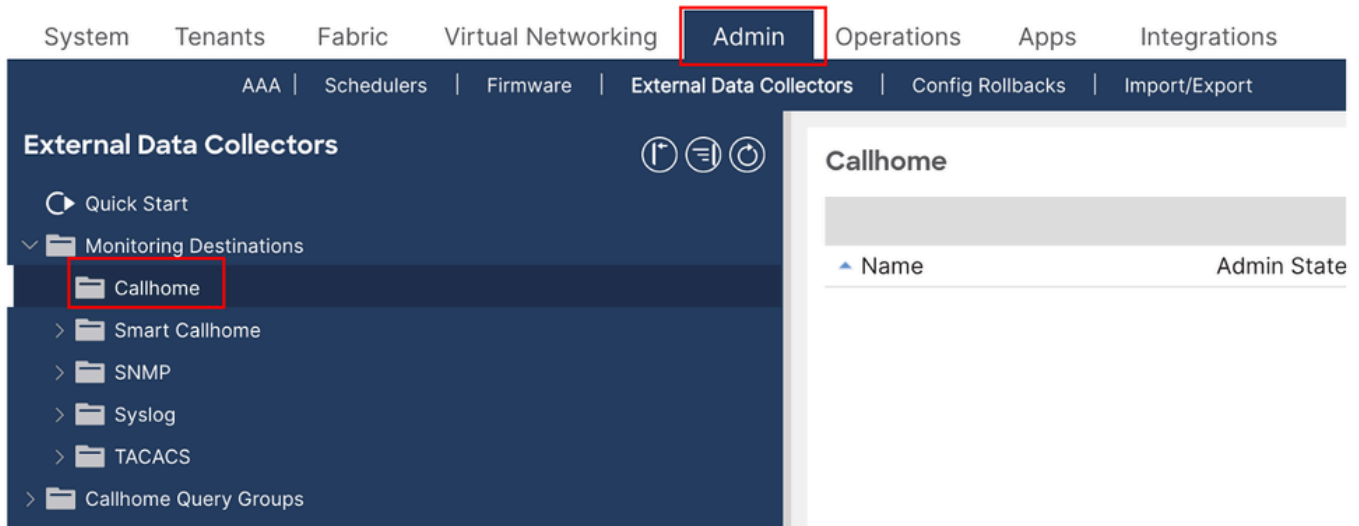 System Tenants Fabric Virtual Networking Admin Operations Apps Integrations
AAA | Schedulers | Firmware | External Data Collectors | Config Rollbacks | Import/Export
External Data Collectors
Quick Start
Monitoring Destinations
Callhome
Smart Callhome
SNMP
Syslog
TACACS
Callhome Query Groups
Callhome
Name Admin State